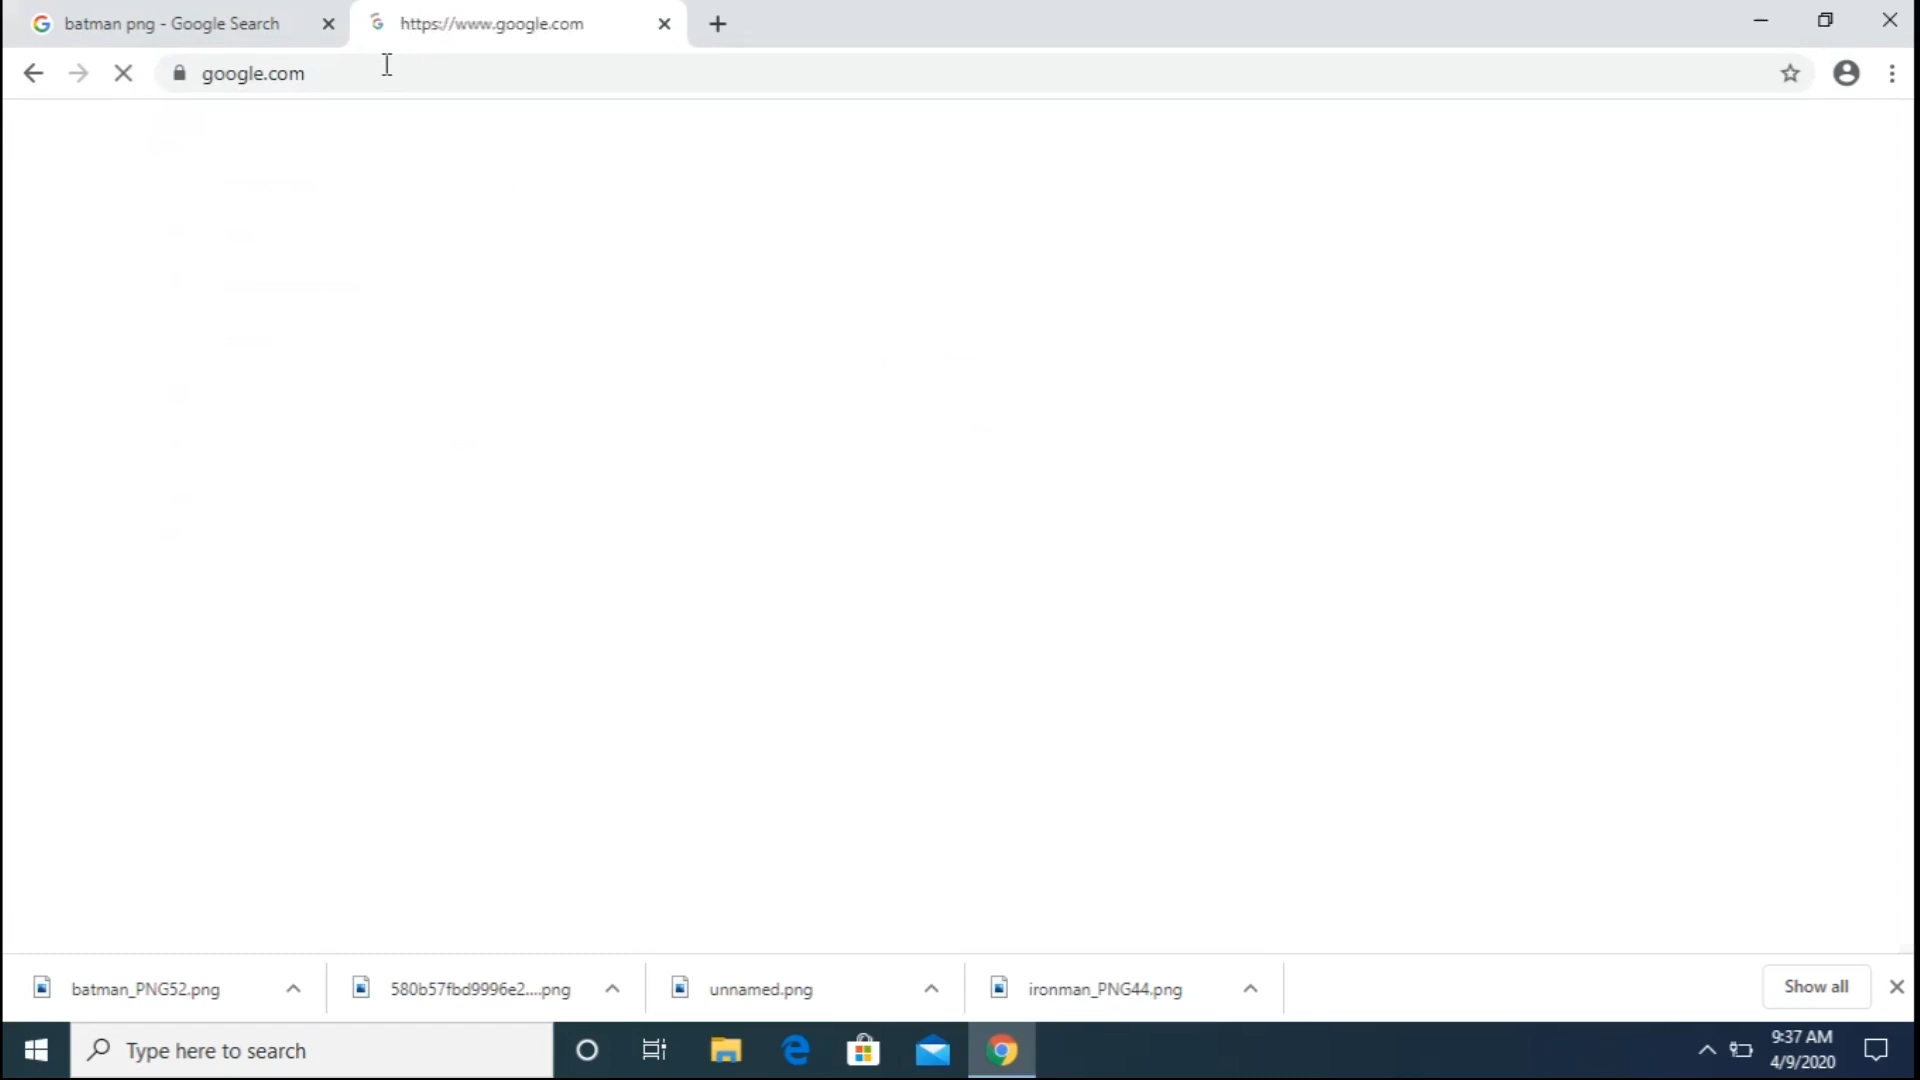 batman png - Google Search
https://www.google.com
google.com
batman_PNG52.png
580b57fbd9996e2....png
unnamed.png
ironman_PNG44.png
Show all
Type here to search
9:37 AM
4/9/2020